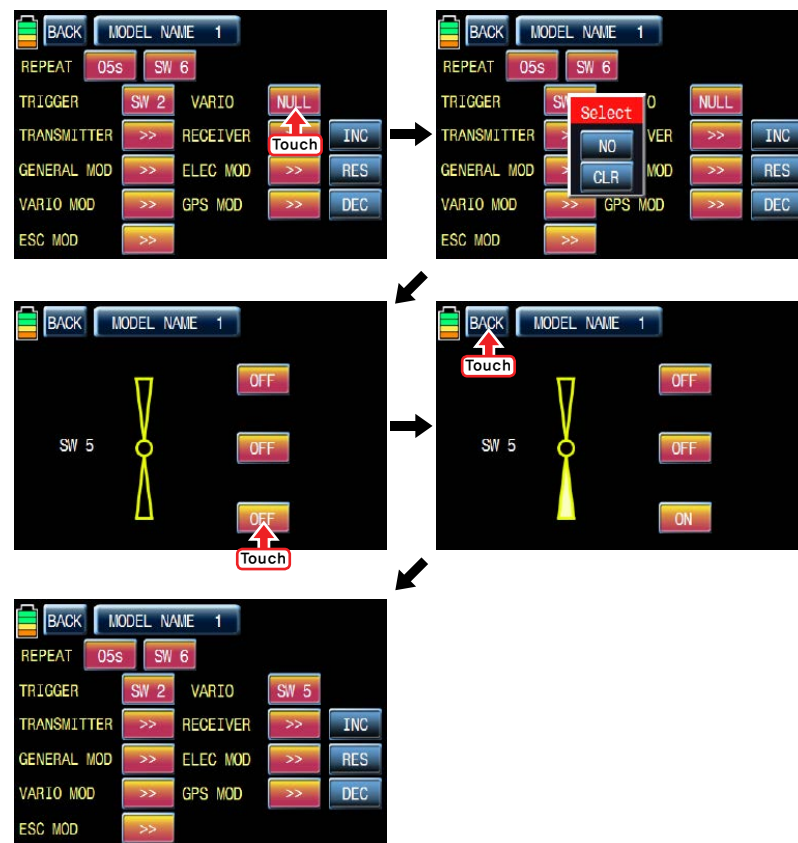 BACK MODEL NAME 1
REPEAT 05s SW 6
TRIGGER SW 2 VARIO NULL
TRANSMITTER >> RECEIVER Touch INC
GENERAL MOD >> ELEC MOD >> RES
VARIO MOD >> GPS MOD >> DEC
ESC MOD >>
BACK MODEL NAME 1
REPEAT 05s SW 6
TRIGGER SW O NULL
Select
TRANSMITTER VER >> INC
NO
GENERAL MOD > MOD >> RES
CLR
VARIO MOD >> GPS MOD >> DEC
ESC MOD >>
BACK MODEL NAME 1
OFF
SW 5 OFF
OFF
Touch
BACK MODEL NAME 1
Touch
OFF
SW 5 OFF
ON
BACK MODEL NAME 1
REPEAT 05s SW 6
TRIGGER SW 2 VARIO SW 5
TRANSMITTER >> RECEIVER >> INC
GENERAL MOD >> ELEC MOD >> RES
VARIO MOD >> GPS MOD >> DEC
ESC MOD >>